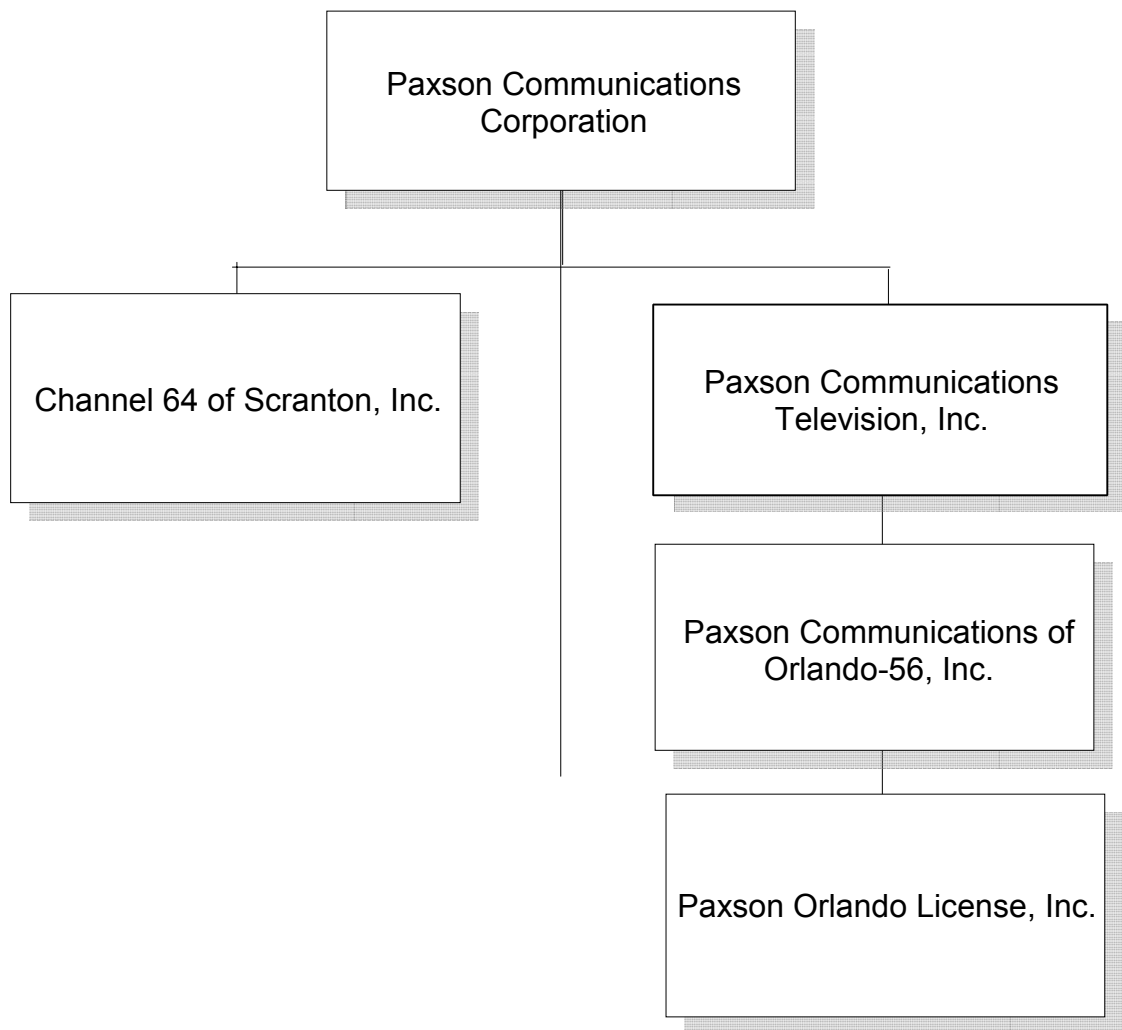 Paxson Communications
Corporation
Channel 64 of Scranton, Inc.
Paxson Communications
Television, Inc.
Paxson Communications of
Orlando-56, Inc.
Paxson Orlando License, Inc.